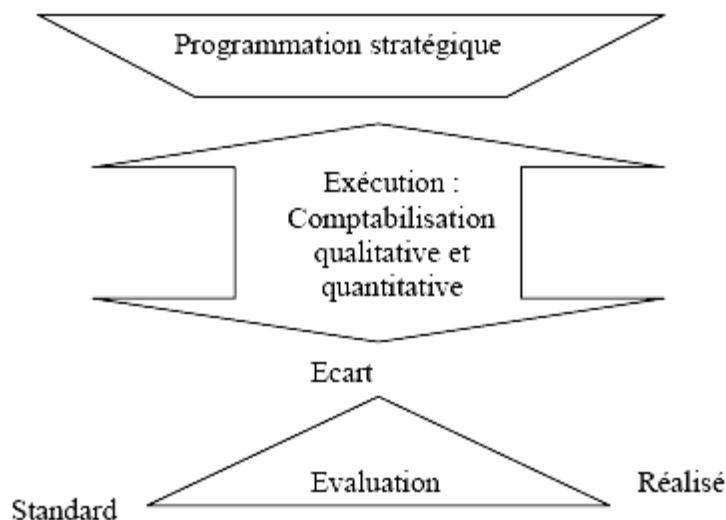 Programmation stratégique
Exécution :
Comptabilisation
qualitative et
quantitative
Ecart
Evaluation
Réalisé
Standard